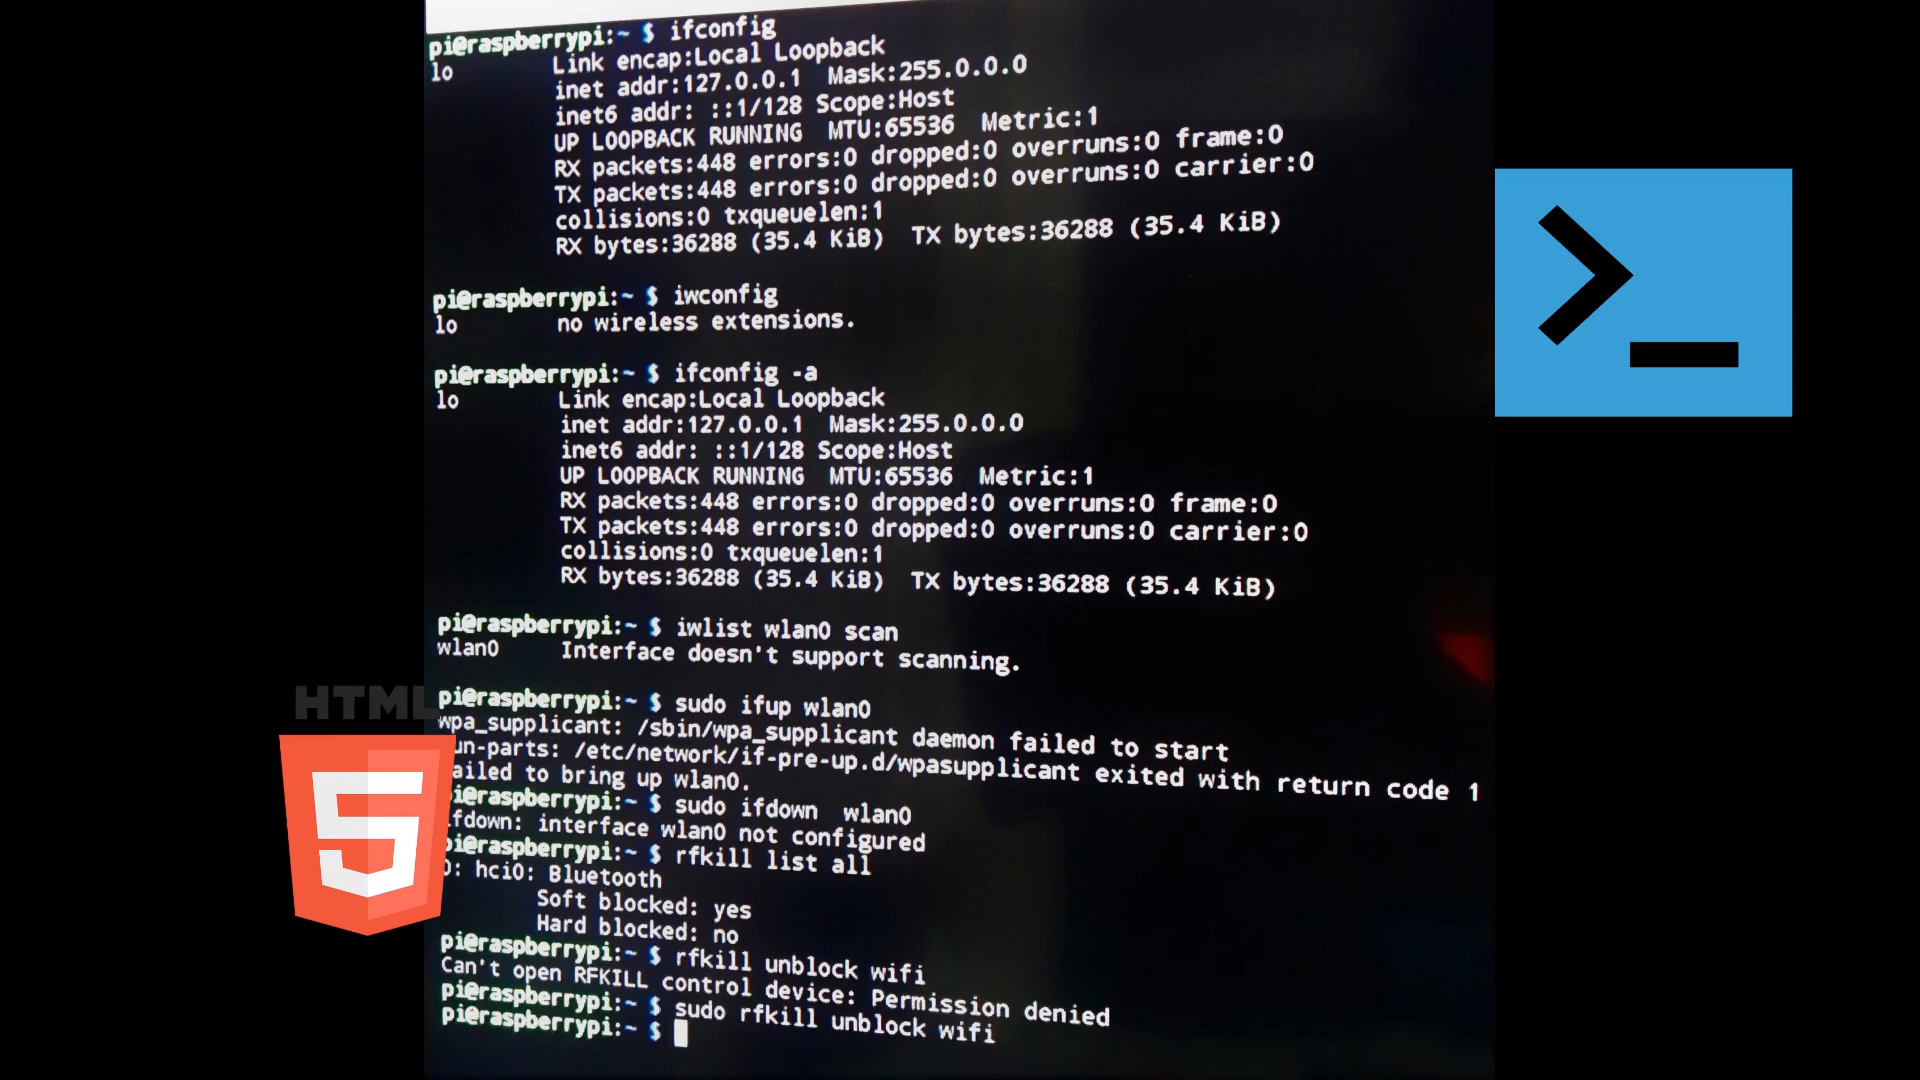 pi@raspberrypi:~ $ ifconfig
lo Link encap:Local Loopback
inet addr:127.0.0.1 Mask:255.0.0.0
inet6 addr: ::1/128 Scope:Host
UP LOOPBACK RUNNING MTU:65536 Metric:1
RX packets:448 errors:0 dropped:0 overruns:0 frame:0
TX packets:448 errors:0 dropped:0 overruns:0 carrier:0
collisions:0 txqueuelen:1
RX bytes:36288 (35.4 KiB) TX bytes:36288 (35.4 KiB)
pi@raspberrypi:~ $ iwconfig
lo no wireless extensions.
pi@raspberrypi:~ $ ifconfig -a
lo Link encap:Local Loopback
inet addr:127.0.0.1 Mask:255.0.0.0
inet6 addr: ::1/128 Scope:Host
UP LOOPBACK RUNNING MTU:65536 Metric:1
RX packets:448 errors:0 dropped:0 overruns:0 frame:0
TX packets:448 errors:0 dropped:0 overruns:0 carrier:0
collisions:0 txqueuelen:1
RX bytes:36288 (35.4 KiB) TX bytes:36288 (35.4 KiB)
pi@raspberrypi:~ $ iwlist wlan0 scan
wlan0 Interface doesn't support scanning.
pi@raspberrypi:~ $ sudo ifup wlan0
wpa_supplicant: /sbin/wpa_supplicant daemon failed to start
un-parts: /etc/network/if-pre-up.d/wpasupplicant exited with return code 1
ailed to bring up wlan0.
i@raspberrypi:~ $ sudo ifdown wlan0
fdown: interface wlan0 not configured
pi@raspberrypi:~ $ rfkill list all
0: hci0: Bluetooth
Soft blocked: yes
Hard blocked: no
pi@raspberrypi:~ $ rfkill unblock wifi
Can't open RFKILL control device: Permission denied
pi@raspberrypi:~ $ sudo rfkill unblock wifi
pi@raspberrypi:~ $
>_
HTML
5